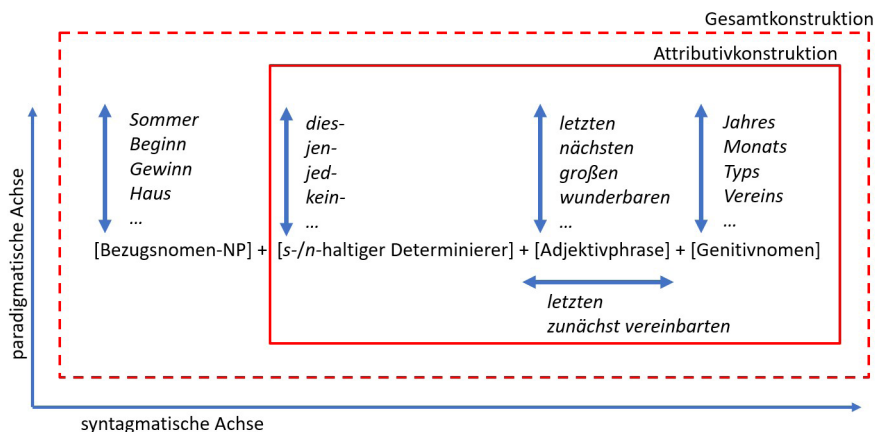 Gesamtkonstruktion
Attributivkonstruktion
Sommer
Beginn
Gewinn
Haus
...
dies-
jen-
jed-
kein-
...
letzten
nächsten
großen
wunderbaren
...
Jahres
Monats
Typs
Vereins
...
[Bezugsnomen-NP] + [s-/n-haltiger Determinierer] + [Adjektivphrase] + [Genitivnomen]
letzten
zunächst vereinbarten
paradigmatische Achse
syntagmatische Achse